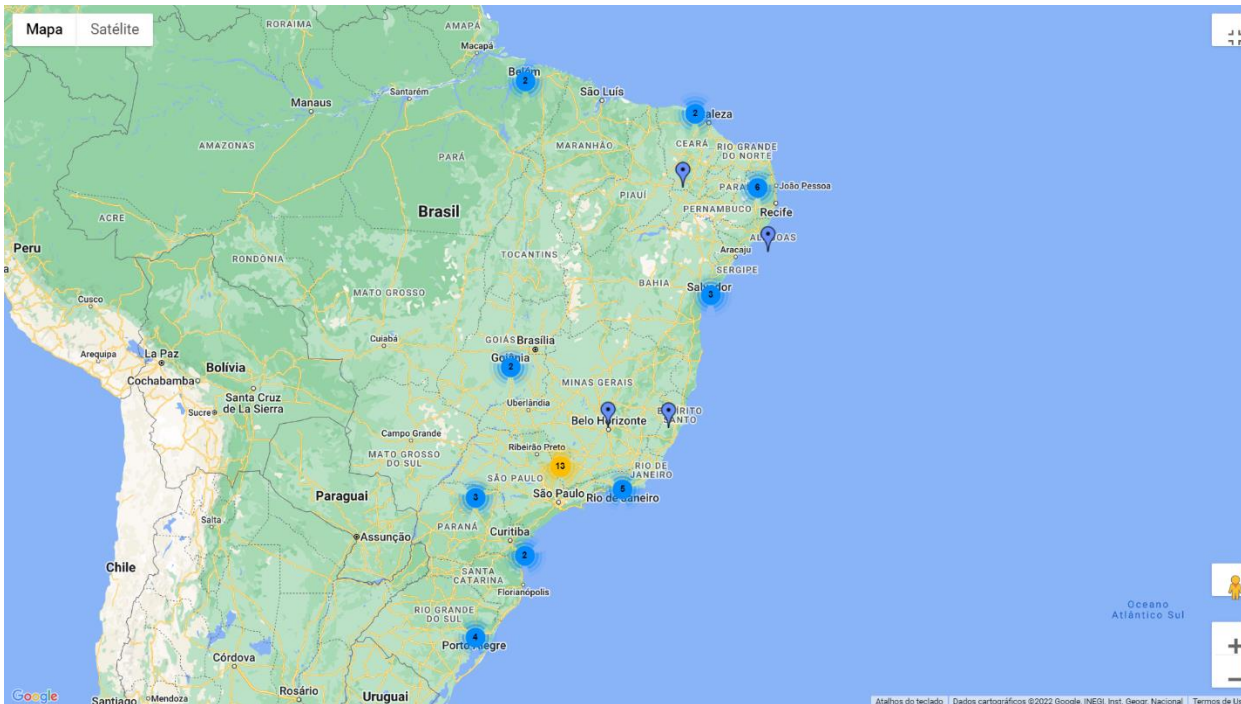 Mapa
Satélite
RORAIMA
AMAPÁ
Macapá
2
Santarém
São Luís
Manaus
2
AMAZONAS
MARANHÃO
CEARÁ
RIO GRANDE
DO NORTE
PARÁ
PIAUÍ
6
João Pessoa
Brasil
PERNAMBUCO
Recife
ACRE
Peru
Aracaju
RONDÔNIA
TOCANTINS
SERGIPE
BAHIA
3
MATO GROSSO
Cusco
Cuiabá
GOIÁS
Brasília
Arequipa
La Paz
Bolívia
2
Cochabamba
MINAS GERAIS
Santa Cruz
de La Sierra
Uberlândia
Sucre
Belo Horizonte
SANTO
Campo Grande
Ribeirão Preto
MATO GROSSO
DO SUL
13
RIO DE
JANEIRO
SÃO PAULO
Paraguai
3
São Paulo
5
Rio de Janeiro
Salta
PARANÁ
Curitiba
Assunção
2
Chile
SANTA
CATARINA
Florianópolis
Oceano
Atlântico Sul
RIO GRANDE
DO SUL
4
Porto Alegre
Córdova
Google
Santiago
Mendoza
Rosário
Uruguai
Atalhos do teclado
Dados cartográficos ©2022 Google, INEGI, Inst. Geogr. Nacional
Termos de